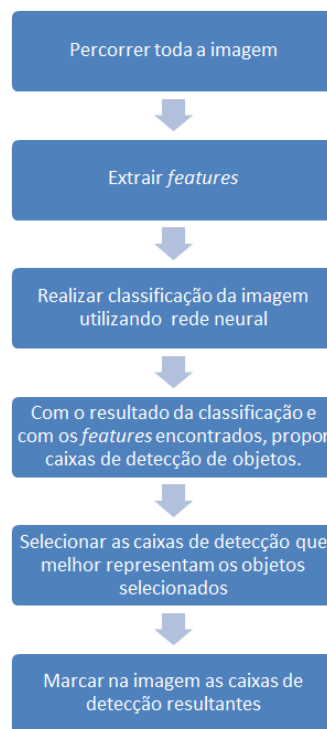 Percorrer toda a imagem
Extrair features
Realizar classificação da imagem
utilizando rede neural
Com o resultado da classificação e
com os features encontrados, propor
caixas de detecção de objetos.
Selecionar as caixas de detecção que
melhor representam os objetos
selecionados
Marcar na imagem as caixas de
detecção resultantes